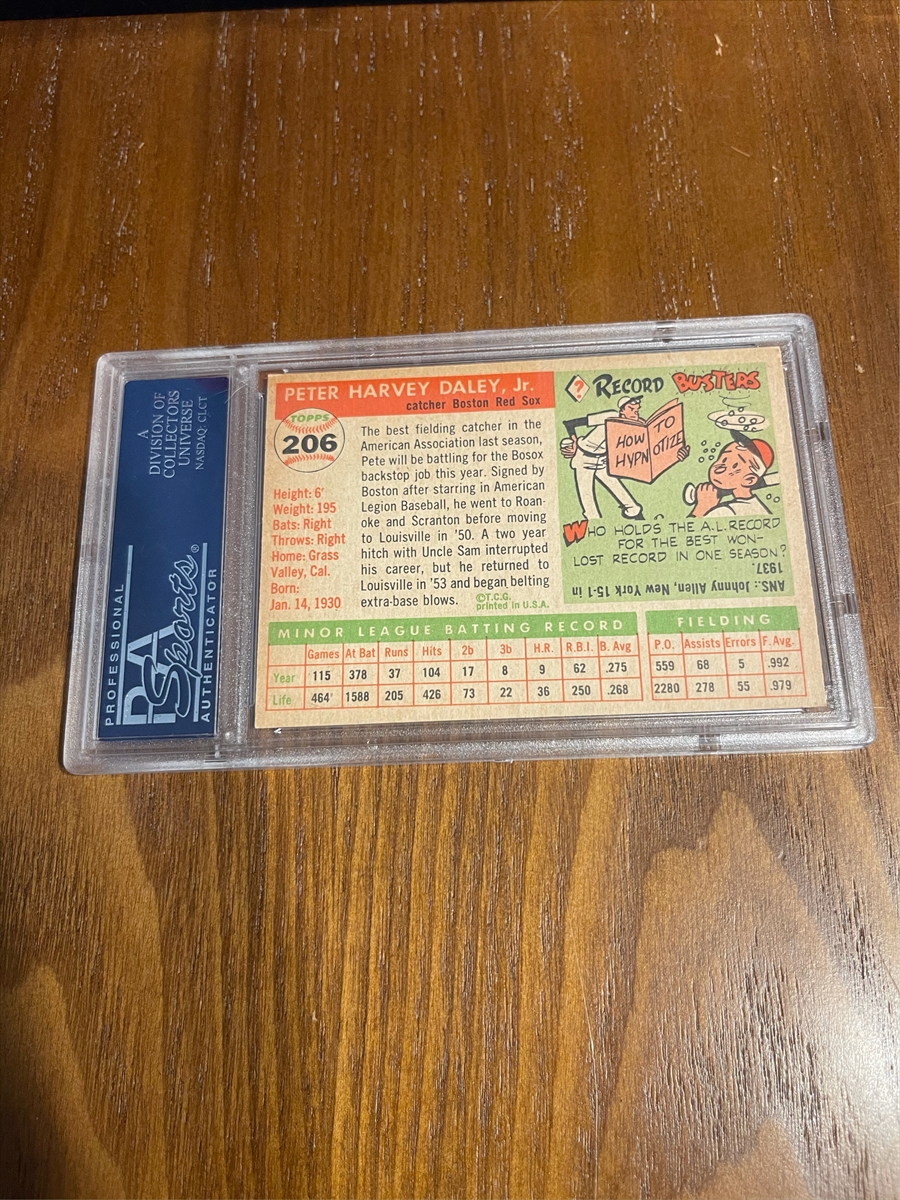 A
DIVISION OF
COLLECTORS
UNIVERSE
NASDAQ: CLCT
PROFESSIONAL
PSA
Sports®
AUTHENTICATOR
PETER HARVEY DALEY, Jr.
catcher Boston Red Sox
TOPPS
206
Height: 6'
Weight: 195
Bats: Right
Throws: Right
Home: Grass
Valley, Cal.
Born:
Jan. 14, 1930
The best fielding catcher in the
American Association last season,
Pete will be battling for the Bosox
backstop job this year. Signed by
Boston after starring in American
Legion Baseball, he went to Roan-
oke and Scranton before moving
to Louisville in '50. A two year
hitch with Uncle Sam interrupted
his career, but he returned to
Louisville in '53 and began belting
extra-base blows.
©T.C.G.
printed in U.S.A.
? RECORD BUSTERS
HOW TO
HYPNOTIZE
WHO HOLDS THE A.L. RECORD
FOR THE BEST WON-
LOST RECORD IN ONE SEASON?
ANS.: Johnny Allen, New York 15-1 in
1937.
MINOR LEAGUE BATTING RECORD FIELDING
Games At Bat Runs Hits 2b 3b H.R. R.B.I. B. Avg P.O. Assists Errors F. Avg.
Year 115 378 37 104 17 8 9 62 .275 559 68 5 .992
Life 464 1588 205 426 73 22 36 250 .268 2280 278 55 .979